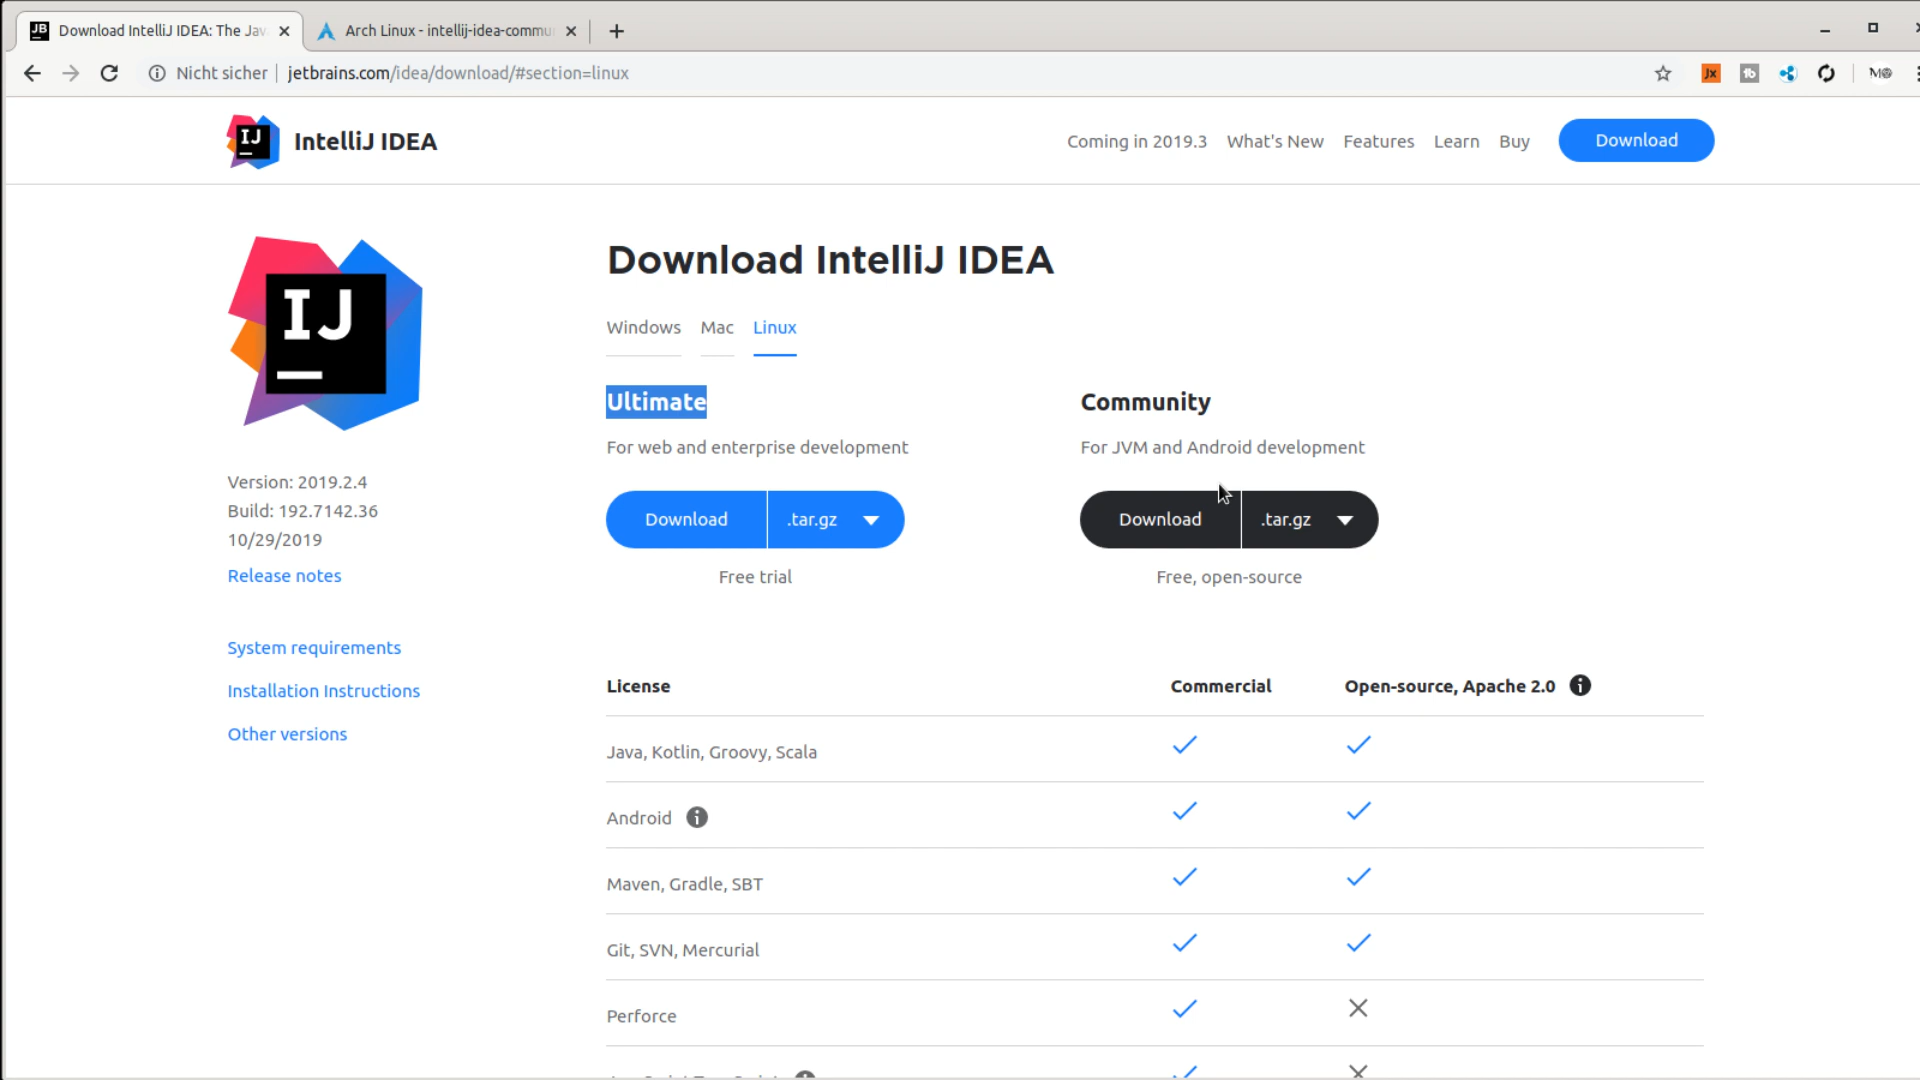 JB Download IntelliJ IDEA: The Jav
Arch Linux - intellij-idea-commu
Nicht sicher jetbrains.com/idea/download/#section=linux
Jx
M
IJ IntelliJ IDEA
Coming in 2019.3 What's New Features Learn Buy Download
IJ
Download IntelliJ IDEA
Windows Mac Linux
Ultimate
For web and enterprise development
Download .tar.gz
Free trial
Community
For JVM and Android development
Download .tar.gz
Free, open-source
Version: 2019.2.4
Build: 192.7142.36
10/29/2019
Release notes
System requirements
Installation Instructions
Other versions
License Commercial Open-source, Apache 2.0
Java, Kotlin, Groovy, Scala
Android
Maven, Gradle, SBT
Git, SVN, Mercurial
Perforce